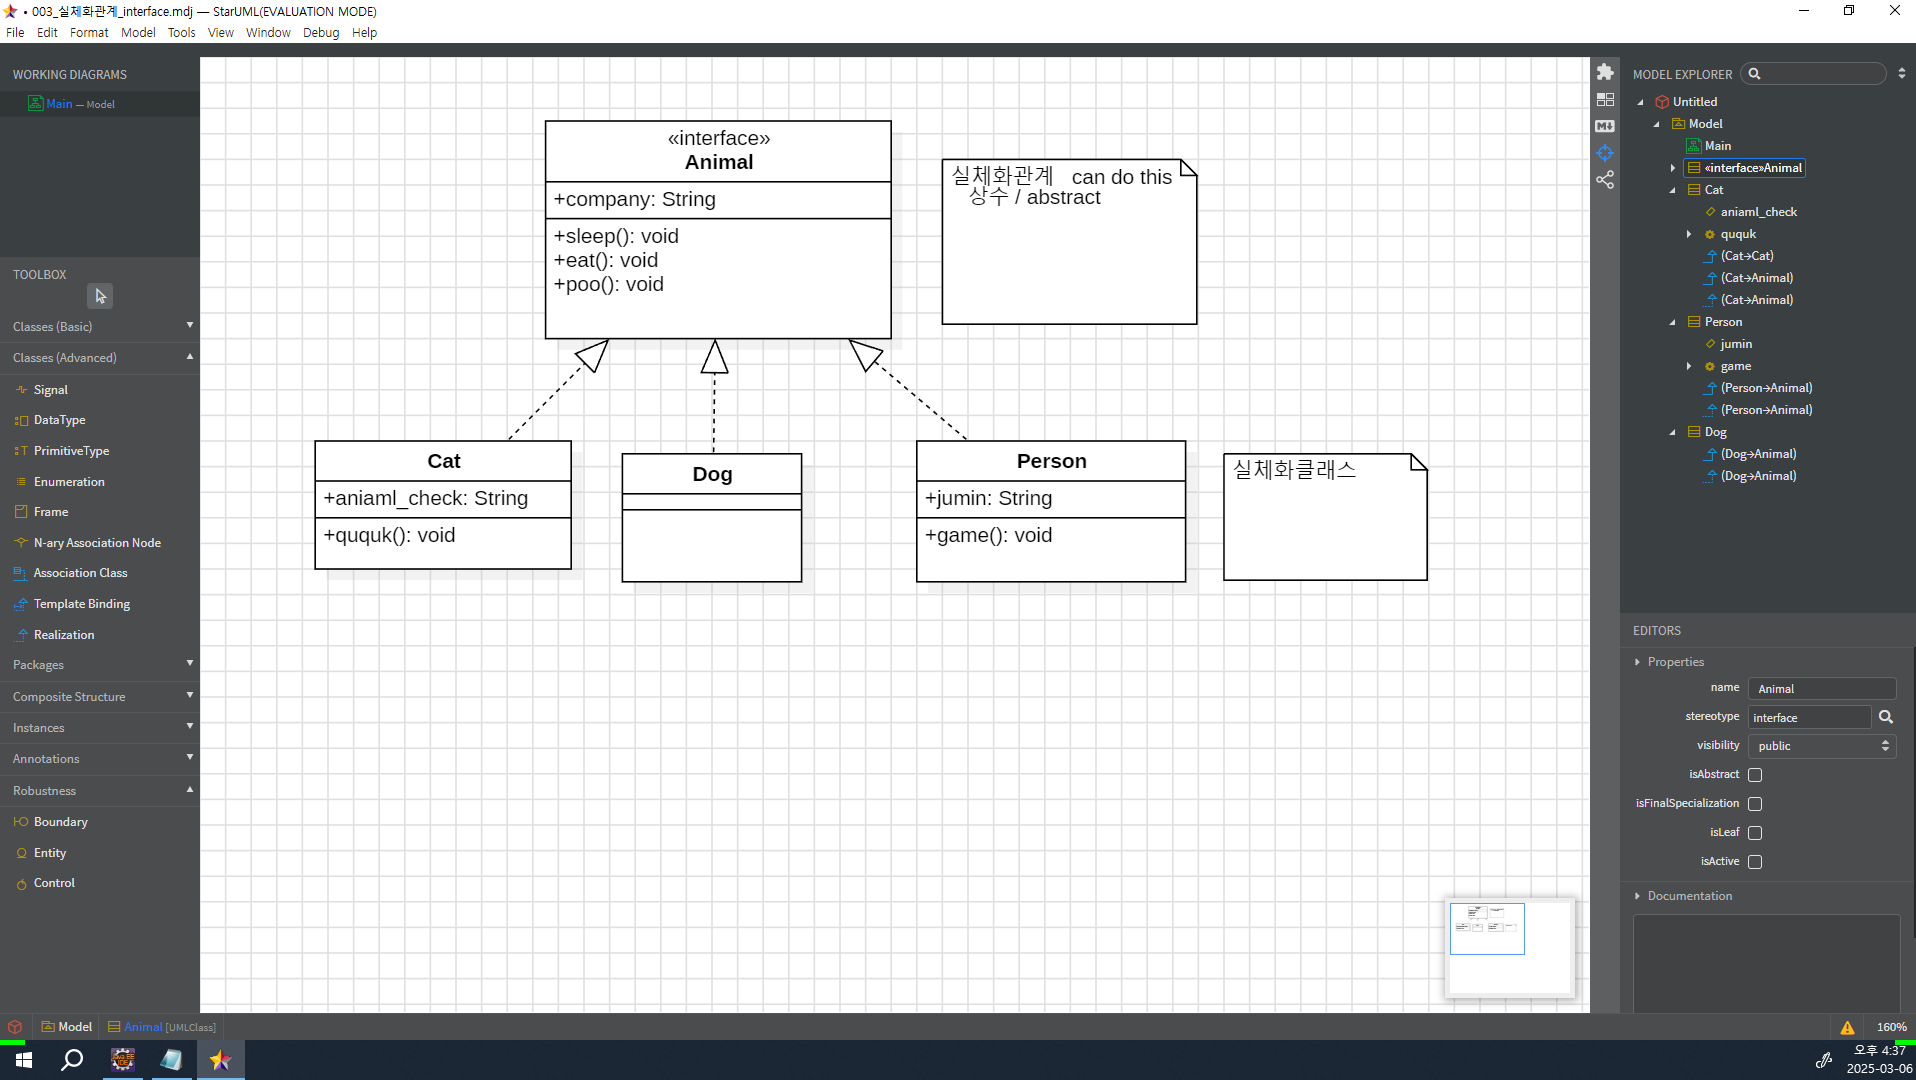 • 003_실체화관계_interface.mdj — StarUML(EVALUATION MODE)
File Edit Format Model Tools View Window Debug Help
WORKING DIAGRAMS
Main — Model
TOOLBOX
Classes (Basic)
Classes (Advanced)
Signal
DataType
PrimitiveType
Enumeration
Frame
N-ary Association Node
Association Class
Template Binding
Realization
Packages
Composite Structure
Instances
Annotations
Robustness
Boundary
Entity
Control
«interface»
Animal
+company: String
+sleep(): void
+eat(): void
+poo(): void
실체화관계 can do this
상수 / abstract
Cat
+aniaml_check: String
+ququk(): void
Dog
Person
+jumin: String
+game(): void
실체화클래스
MODEL EXPLORER
Untitled
Model
Main
«interface»Animal
Cat
aniaml_check
ququk
(Cat→Cat)
(Cat→Animal)
(Cat→Animal)
Person
jumin
game
(Person→Animal)
(Person→Animal)
Dog
(Dog→Animal)
(Dog→Animal)
EDITORS
Properties
name Animal
stereotype interface
visibility public
isAbstract
isFinalSpecialization
isLeaf
isActive
Documentation
Model Animal [UMLClass]
160%
오후 4:37
2025-03-06